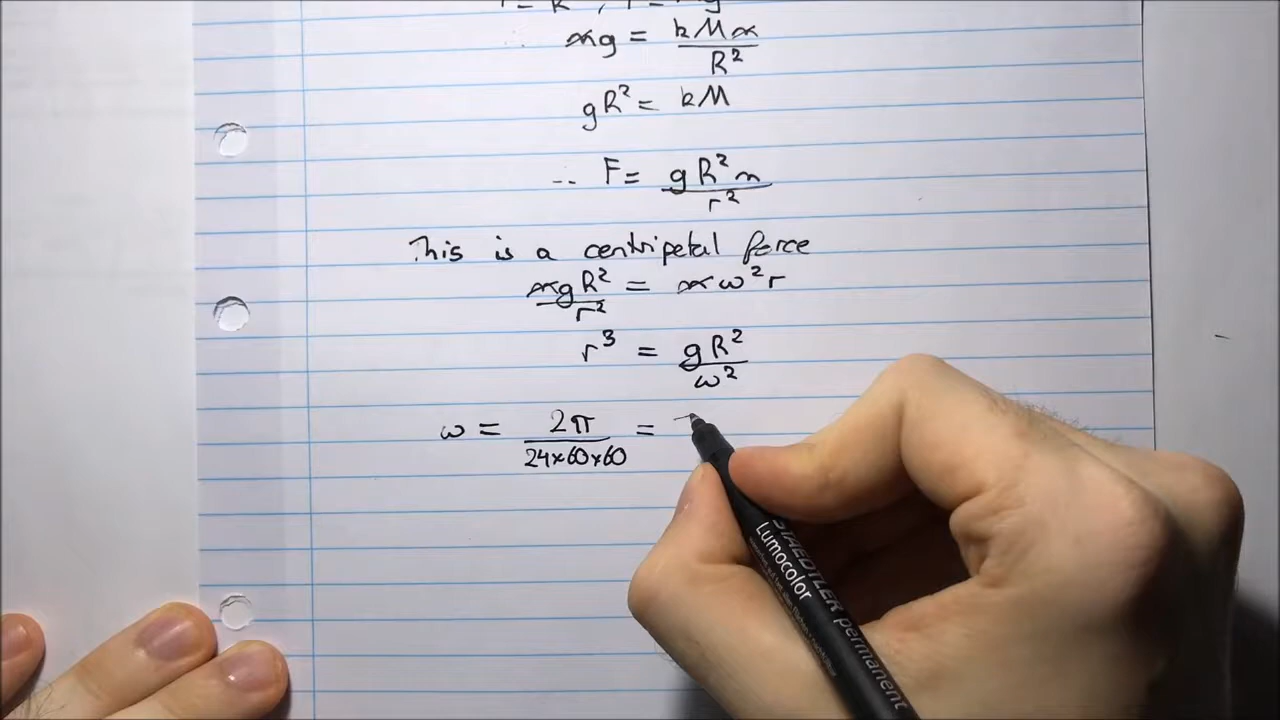 mg = kMm / R²
gR² = kM
∴ F = gR²m / r²
This is a centripetal force
mgR² / r² = mω²r
r³ = gR² / ω²
ω = 2π / 24×60×60 =
STAEDTLER permanent
Lumocolor